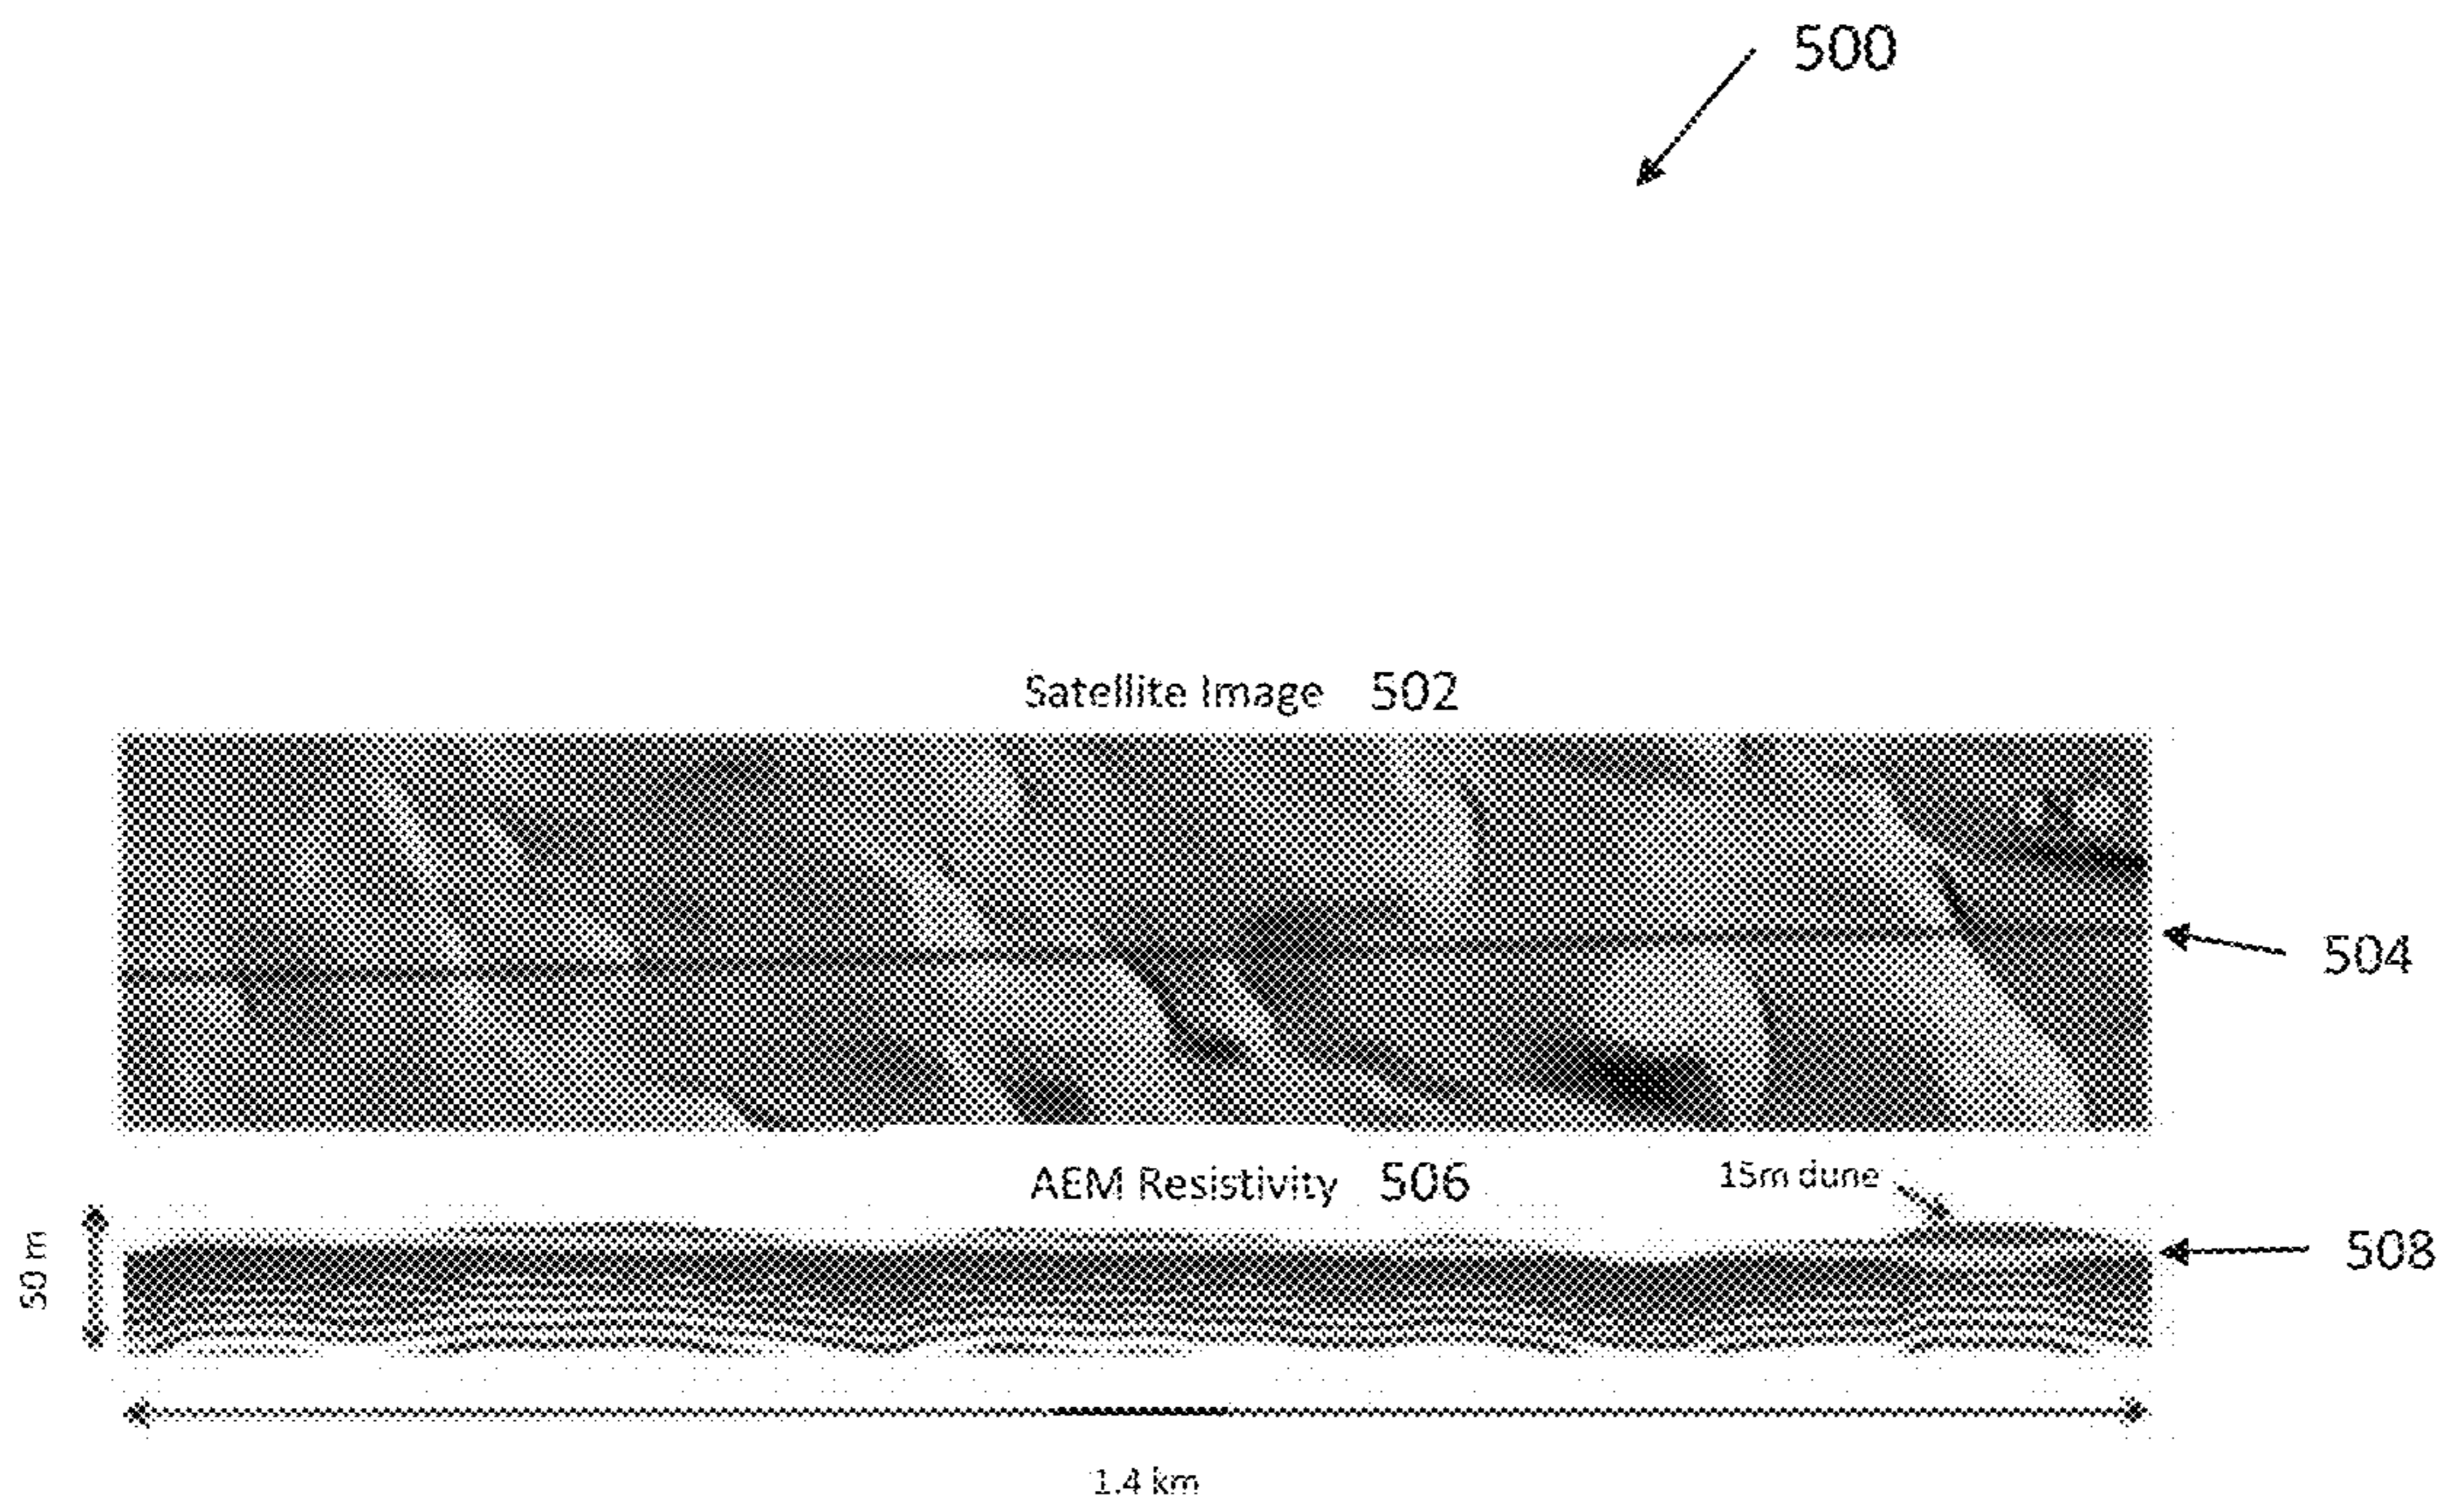 500
Satellite Image 502
504
AEM Resistivity 506
15m dune
50 m
508
1.4 km